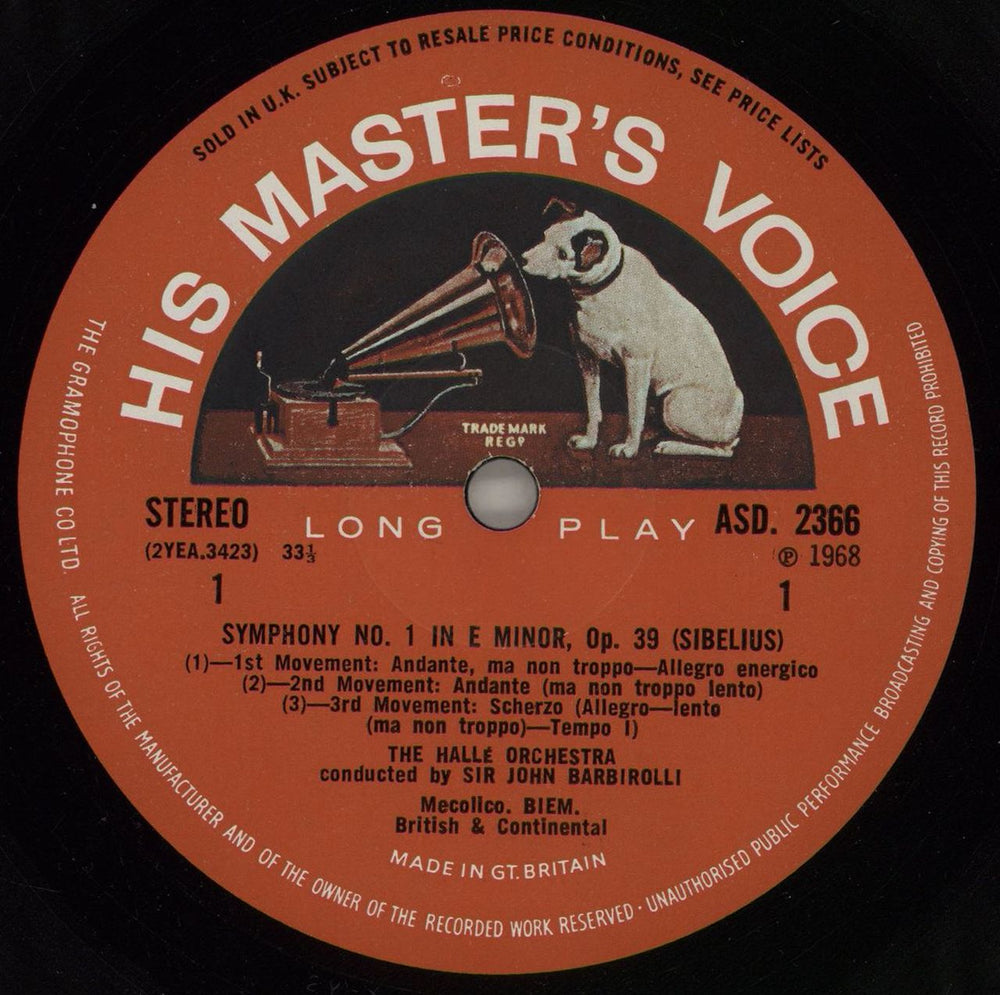 SOLD IN U.K. SUBJECT TO RESALE PRICE CONDITIONS, SEE PRICE LISTS
HIS MASTER'S VOICE
TRADE MARK
REGD
STEREO
LONG PLAY
ASD. 2366
(2YEA.3423) 33⅓
℗ 1968
1
1
SYMPHONY NO. 1 IN E MINOR, Op. 39 (SIBELIUS)
(1)—1st Movement: Andante, ma non troppo—Allegro energico
(2)—2nd Movement: Andante (ma non troppo lento)
(3)—3rd Movement: Scherzo (Allegro—lento
(ma non troppo)—Tempo I)
THE HALLÉ ORCHESTRA
conducted by SIR JOHN BARBIROLLI
Mecolico. BIEM.
British & Continental
MADE IN GT. BRITAIN
THE GRAMOPHONE CO LTD. ALL RIGHTS OF THE MANUFACTURER AND OF THE OWNER OF THE RECORDED WORK RESERVED · UNAUTHORISED PUBLIC PERFORMANCE BROADCASTING AND COPYING OF THIS RECORD PROHIBITED